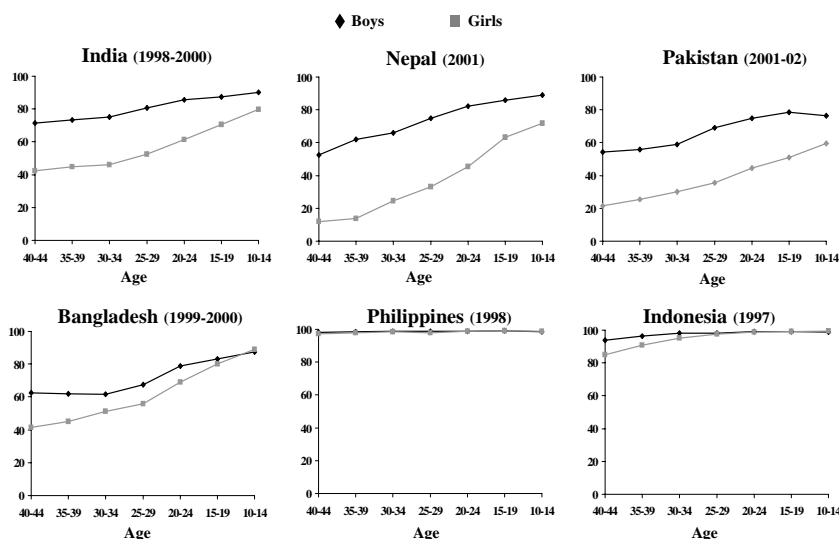 Boys Girls
India (1998-2000)
100
80
60
40
20
0
40-44 35-39 30-34 25-29 20-24 15-19 10-14
Age
Nepal (2001)
100
80
60
40
20
0
40-44 35-39 30-34 25-29 20-24 15-19 10-14
Age
Pakistan (2001-02)
100
80
60
40
20
0
40-44 35-39 30-34 25-29 20-24 15-19 10-14
Age
Bangladesh (1999-2000)
100
80
60
40
20
0
40-44 35-39 30-34 25-29 20-24 15-19 10-14
Age
Philippines (1998)
100
80
60
40
20
0
40-44 35-39 30-34 25-29 20-24 15-19 10-14
Age
Indonesia (1997)
100
80
60
40
20
0
40-44 35-39 30-34 25-29 20-24 15-19 10-14
Age